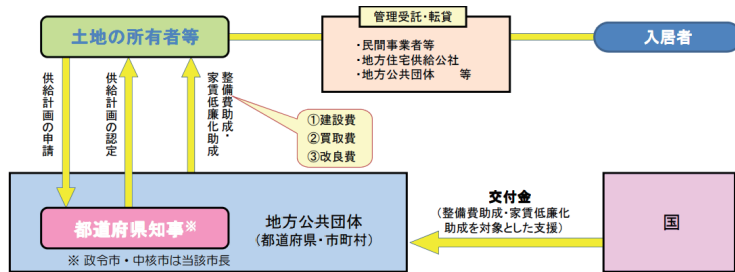 土地の所有者等
管理受託・転貸
・民間事業者等
・地方住宅供給公社
・地方公共団体　等
入居者
供給計画の申請
供給計画の認定
整備費助成・
家賃低廉化助成
①建設費
②買取費
③改良費
都道府県知事※
※ 政令市・中核市は当該市長
地方公共団体
(都道府県・市町村)
交付金
(整備費助成・家賃低廉化
助成を対象とした支援)
国